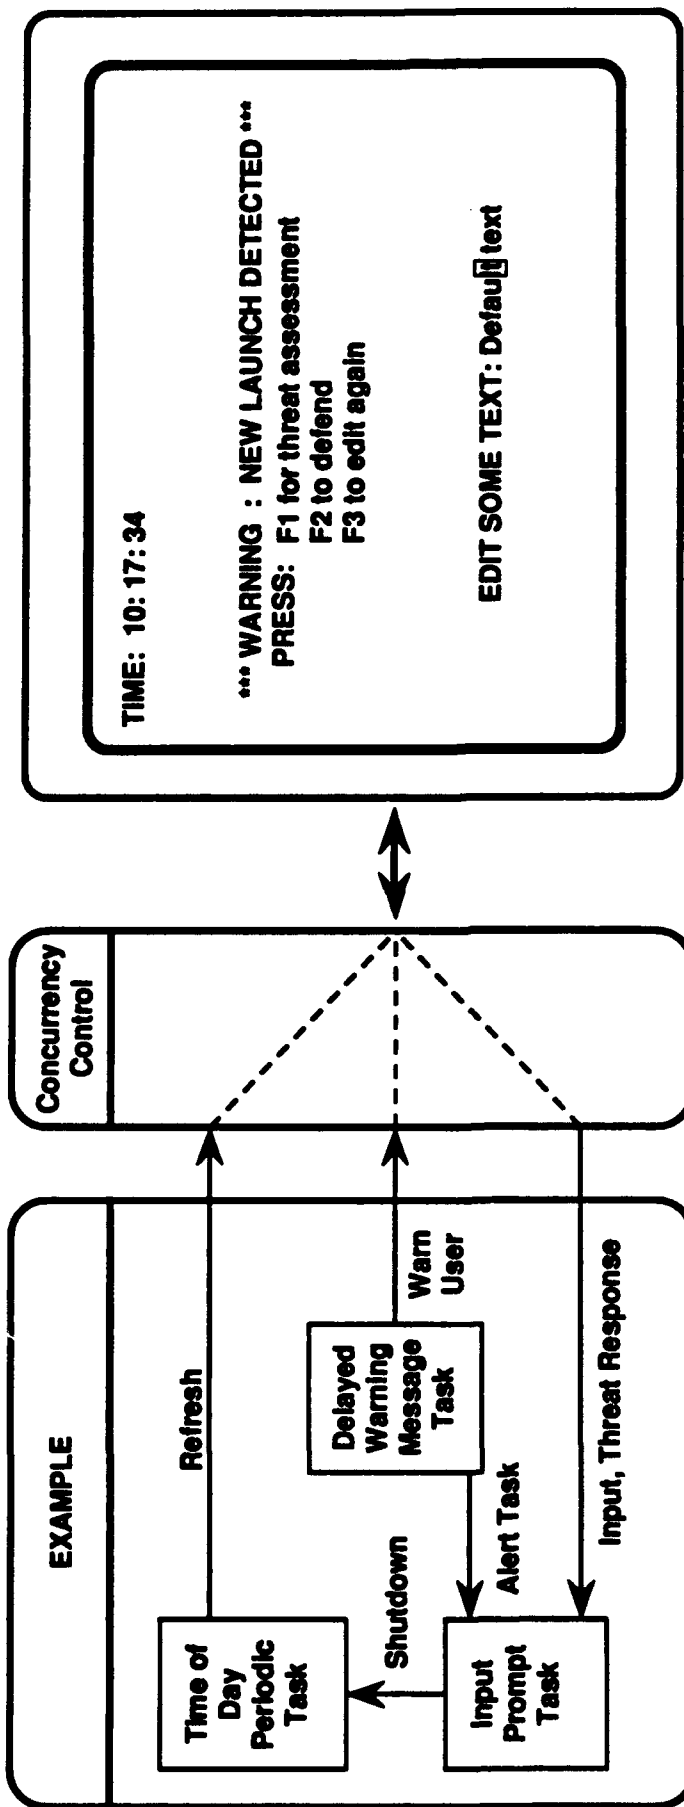 EXAMPLE
Time of
Day
Periodic
Task
Refresh
Shutdown
Delayed
Warning
Message
Task
Warn
User
Alert Task
Input
Prompt
Task
Input, Threat Response
Concurrency
Control
TIME: 10:17:34
*** WARNING : NEW LAUNCH DETECTED ***
PRESS: F1 for threat assessment
F2 to defend
F3 to edit again
EDIT SOME TEXT: Default text